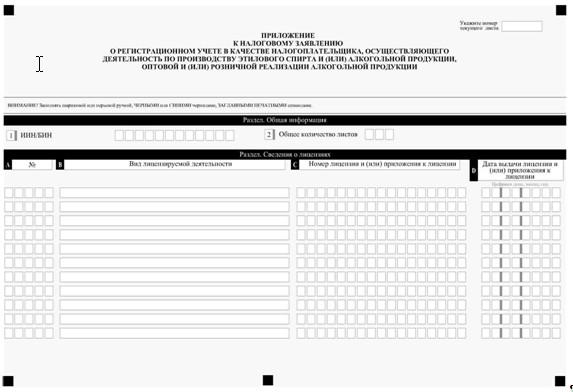 Укажите номер
текущего листа
ПРИЛОЖЕНИЕ
К НАЛОГОВОМУ ЗАЯВЛЕНИЮ
О РЕГИСТРАЦИОННОМ УЧЕТЕ В КАЧЕСТВЕ НАЛОГОПЛАТЕЛЬЩИКА, ОСУЩЕСТВЛЯЮЩЕГО
ДЕЯТЕЛЬНОСТЬ ПО ПРОИЗВОДСТВУ ЭТИЛОВОГО СПИРТА И (ИЛИ) АЛКОГОЛЬНОЙ ПРОДУКЦИИ,
ОПТОВОЙ И (ИЛИ) РОЗНИЧНОЙ РЕАЛИЗАЦИИ АЛКОГОЛЬНОЙ ПРОДУКЦИИ
ВНИМАНИЕ! Заполнять шариковой или перьевой ручкой, ЧЕРНЫМИ или СИНИМИ чернилами, ЗАГЛАВНЫМИ ПЕЧАТНЫМИ символами.
Раздел. Общая информация
1 ИИН/БИН 2 Общее количество листов
Раздел. Сведения о лицензиях
A № B Вид лицензируемой деятельности C Номер лицензии и (или) приложения к лицензии D Дата выдачи лицензии и
(или) приложения к
лицензии